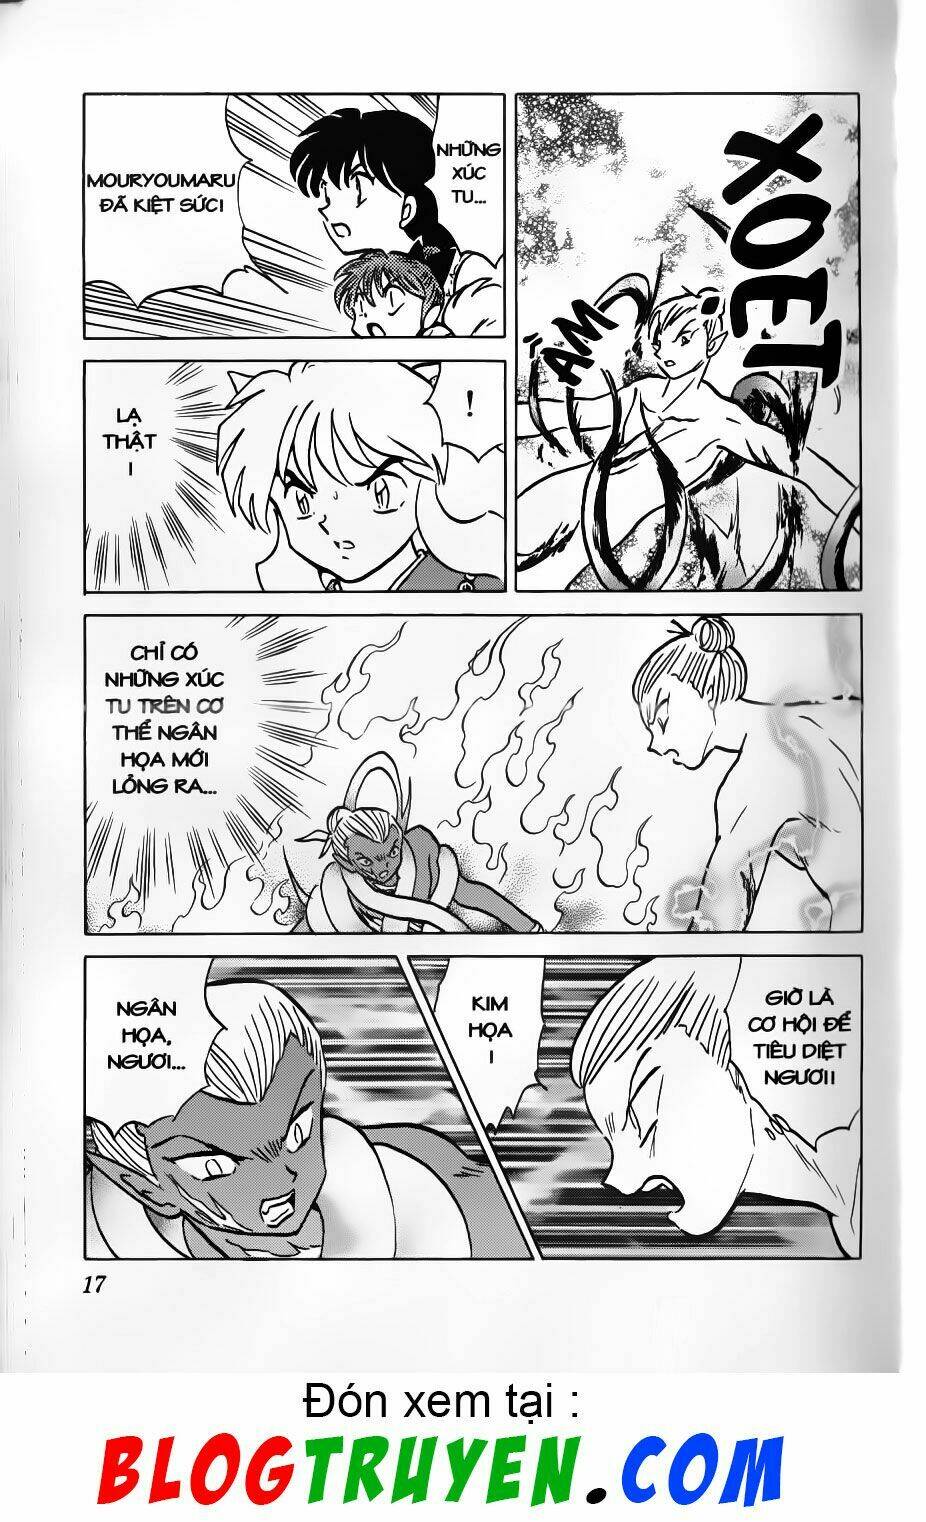 XOẸT
ẦM
NHỮNG
XÚC
TU...
MOURYOUMARU
ĐÃ KIỆT SỨC!
!
LẠ
THẬT
!
CHỈ CÓ
NHỮNG XÚC
TU TRÊN CƠ
THỂ NGÂN
HỌA MỚI
LỎNG RA...
GIỜ LÀ
CƠ HỘI ĐỂ
TIÊU DIỆT
NGƯƠI!
KIM
HỌA
!
NGÂN
HỌA,
NGƯƠI...
17
Đón xem tại :
BLOGTRUYEN.COM